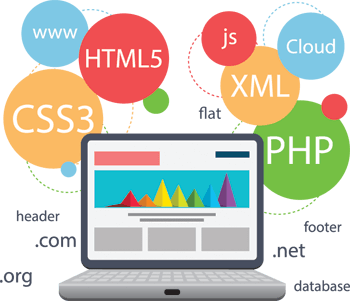 www
HTML5
CSS3
js
Cloud
XML
flat
PHP
header
.com
.org
footer
.net
database